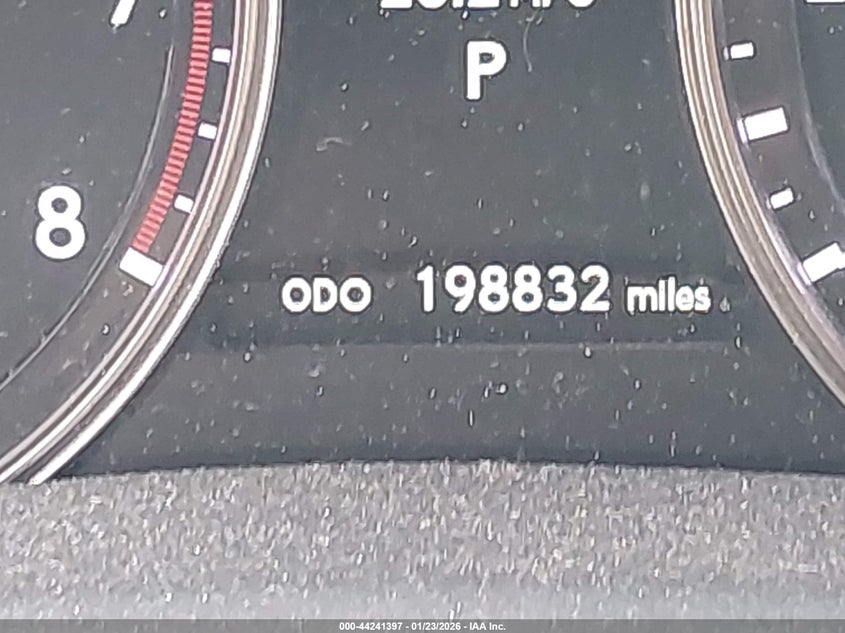 P
8
ODO 198832 miles
000-44241397 - 01/23/2026 - IAA Inc.